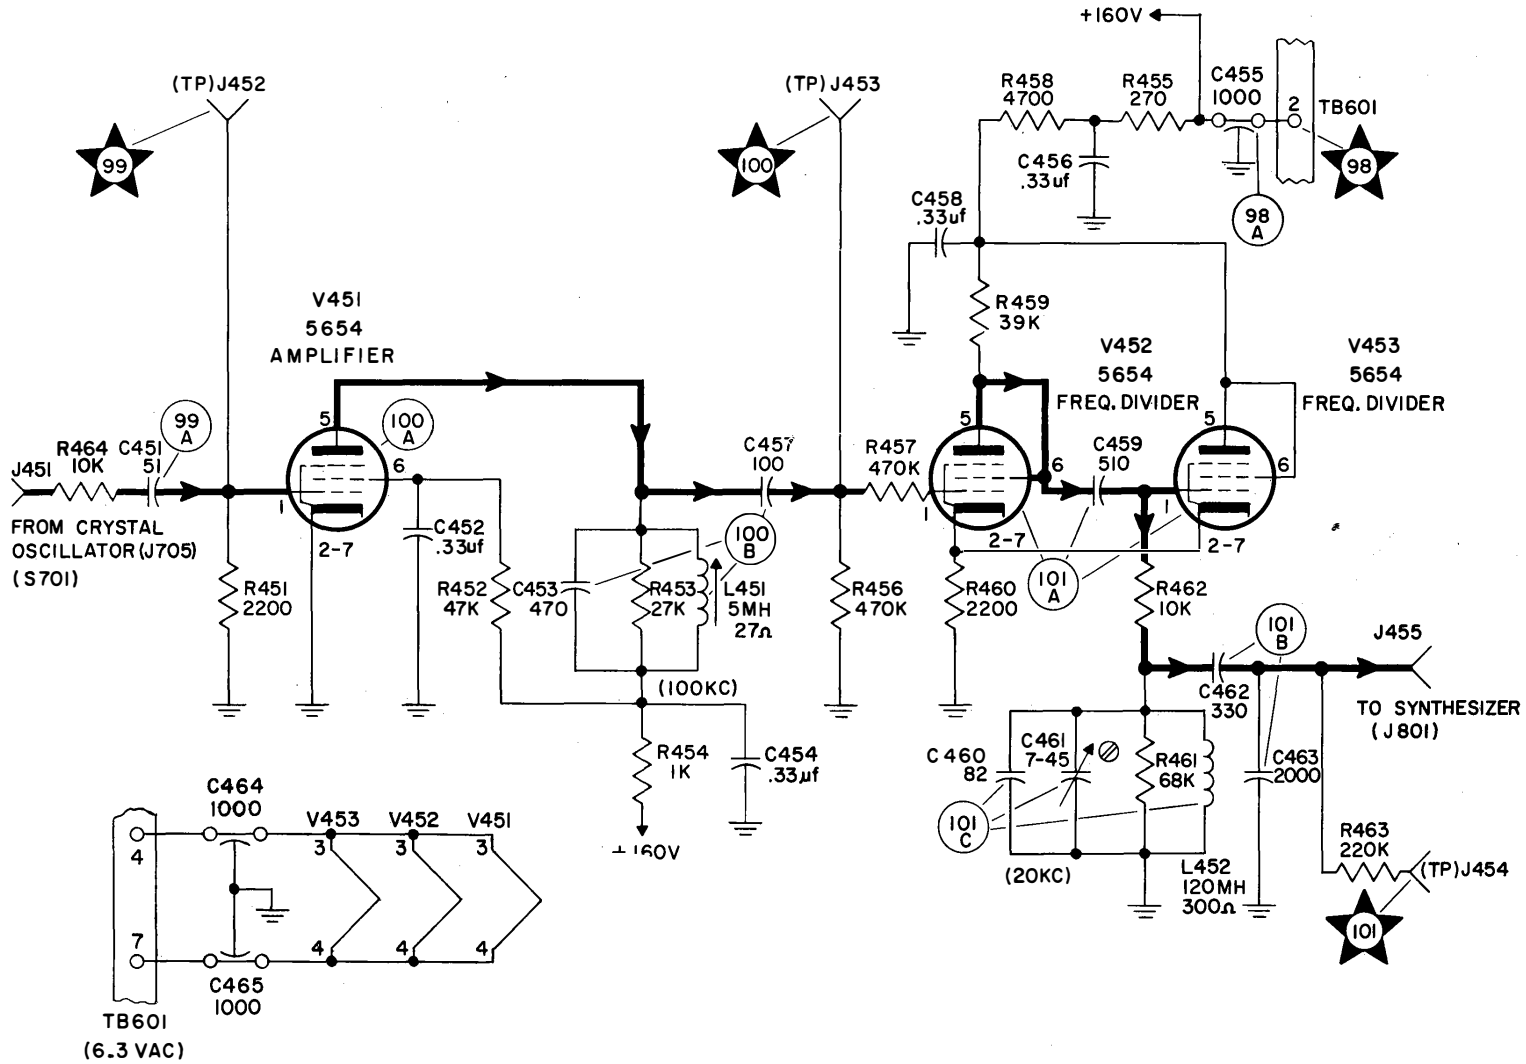 +160V
(TP)J452
99
(TP)J453
100
R458
4700
R455
270
C455
1000
2
TB601
98
C456
.33uf
98
A
C458
.33uf
V451
5654
AMPLIFIER
R459
39K
V452
5654
FREQ. DIVIDER
V453
5654
FREQ. DIVIDER
J451
R464
10K
C451
51
99
A
5
100
A
6
1
2-7
FROM CRYSTAL
OSCILLATOR (J705)
(S701)
C457
100
R457
470K
5
6
1
2-7
C459
510
5
6
1
2-7
C452
.33uf
100
B
R451
2200
R452
47K
C453
470
R453
27K
L451
5MH
27Ω
R456
470K
R460
2200
101
A
R462
10K
(100KC)
101
B
J455
C462
330
TO SYNTHESIZER
(J801)
R454
1K
C454
.33uf
+160V
C460
82
C461
7-45
R461
68K
C463
2000
101
C
(20KC)
L452
120MH
300Ω
R463
220K
(TP)J454
101
C464
1000
V453
V452
V451
4
3
3
3
7
4
4
4
C465
1000
TB601
(6.3 VAC)